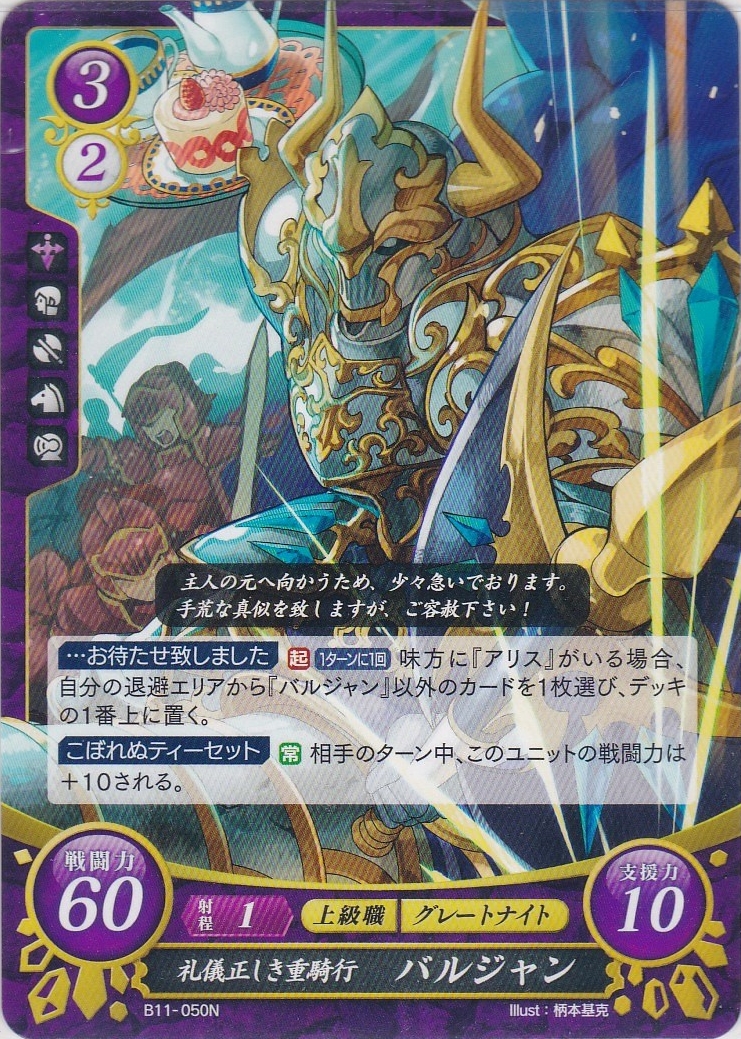 3
2
主人の元へ向かうため、少々急いでおります。
手荒な真似を致しますが、ご容赦下さい！
…お待たせ致しました 起 1ターンに1回 味方に『アリス』がいる場合、
自分の退避エリアから『バルジャン』以外のカードを1枚選び、デッキ
の1番上に置く。
こぼれぬティーセット 常 相手のターン中、このユニットの戦闘力は
＋10される。
戦闘力
60
射程 1 上級職 グレートナイト
支援力
10
礼儀正しき重騎行 バルジャン
B11-050N Illust：柄本基克